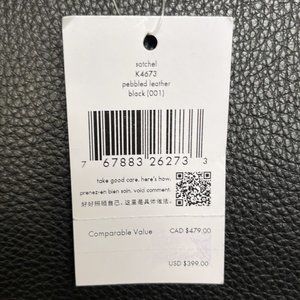 satchel
K4673
pebbled leather
black (001)
7 67883 26273 3
take good care, here's how.
prenez-en bien soin. void comment.
好好照顾自己。这里是具体做法。
Comparable Value CAD $479.00
USD $399.00